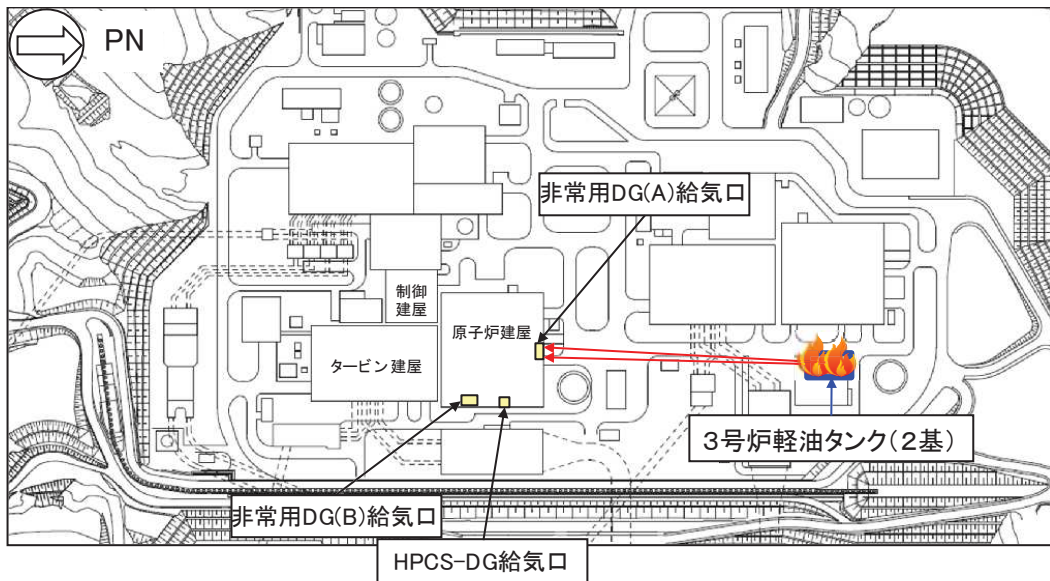 PN
非常用DG(A)給気口
制御
建屋
原子炉建屋
タービン建屋
3号炉軽油タンク(2基)
非常用DG(B)給気口
HPCS-DG給気口